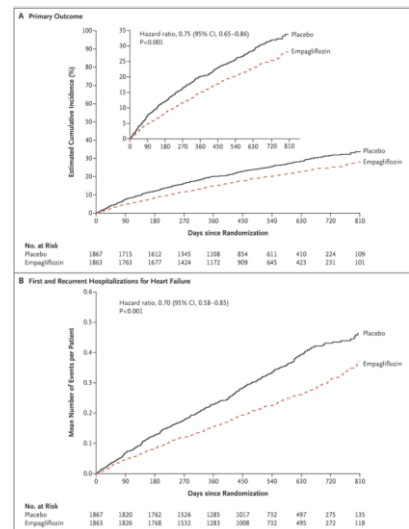 A Primary Outcome
Hazard ratio, 0.75 (95% CI, 0.65–0.86)
P<0.001
Placebo
Empagliflozin
35
30
25
20
15
10
5
0
0 90 180 270 360 450 540 630 720 810
Estimated Cumulative Incidence (%)
100
90
80
70
60
50
40
30
20
10
0
Placebo
Empagliflozin
0 90 180 270 360 450 540 630 720 810
Days since Randomization
No. at Risk
Placebo 1867 1715 1612 1345 1108 854 611 410 224 109
Empagliflozin 1863 1763 1677 1424 1172 909 645 423 231 101
B First and Recurrent Hospitalizations for Heart Failure
Hazard ratio, 0.70 (95% CI, 0.58–0.85)
P<0.001
Mean Number of Events per Patient
0.6
0.5
0.4
0.3
0.2
0.1
0.0
Placebo
Empagliflozin
0 90 180 270 360 450 540 630 720 810
Days since Randomization
No. at Risk
Placebo 1867 1820 1762 1526 1285 1017 732 497 275 135
Empagliflozin 1863 1826 1768 1532 1283 1008 732 495 272 118